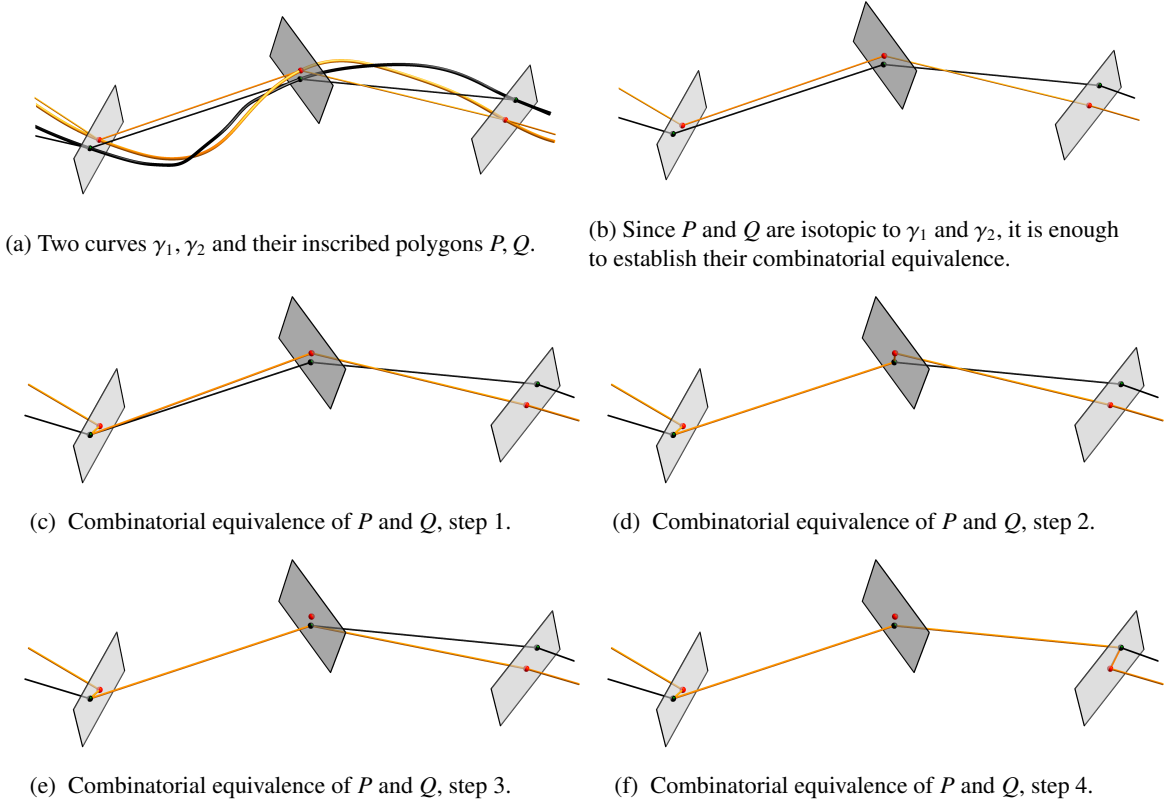 (a) Two curves γ₁, γ₂ and their inscribed polygons P, Q.
(b) Since P and Q are isotopic to γ₁ and γ₂, it is enough
to establish their combinatorial equivalence.
(c) Combinatorial equivalence of P and Q, step 1.
(d) Combinatorial equivalence of P and Q, step 2.
(e) Combinatorial equivalence of P and Q, step 3.
(f) Combinatorial equivalence of P and Q, step 4.